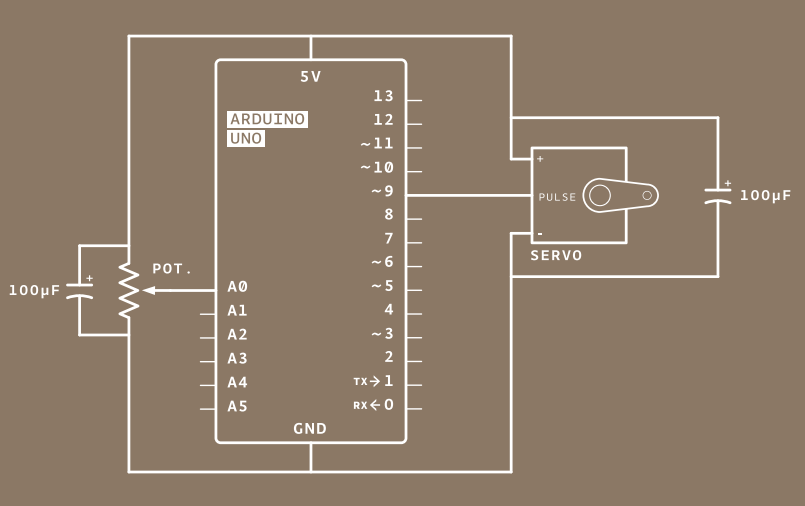 5V
ARDUINO
UNO
13
12
~11
~10
~9
8
7
~6
~5
4
~3
2
TX→1
RX←0
A0
A1
A2
A3
A4
A5
GND
POT.
+
100µF
+
PULSE
-
SERVO
+
100µF